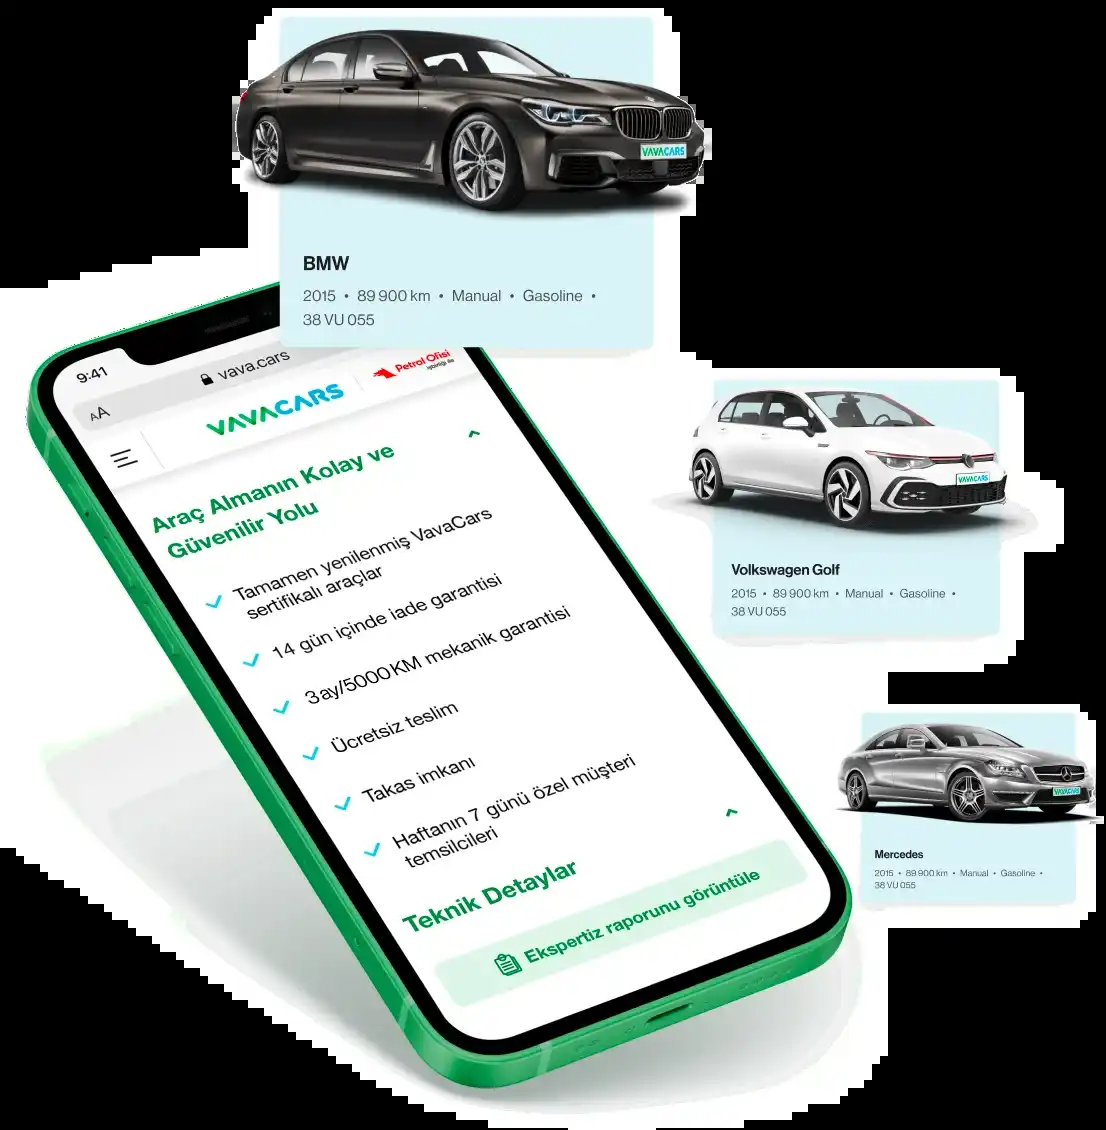 VAVACARS
BMW
2015 • 89 900 km • Manual • Gasoline •
38 VU 055
9:41
AA
vava.cars
VAVACARS
Petrol Ofisi
işbirliği ile
Araç Almanın Kolay ve
Güvenilir Yolu
Tamamen yenilenmiş VavaCars
sertifikalı araçlar
14 gün içinde iade garantisi
3 ay/5000 KM mekanik garantisi
Ücretsiz teslim
Takas imkanı
Haftanın 7 günü özel müşteri
temsilcileri
Teknik Detaylar
Ekspertiz raporunu görüntüle
VAVACARS
Volkswagen Golf
2015 • 89 900 km • Manual • Gasoline •
38 VU 055
VAVACARS
Mercedes
2015 • 89 900 km • Manual • Gasoline •
38 VU 055